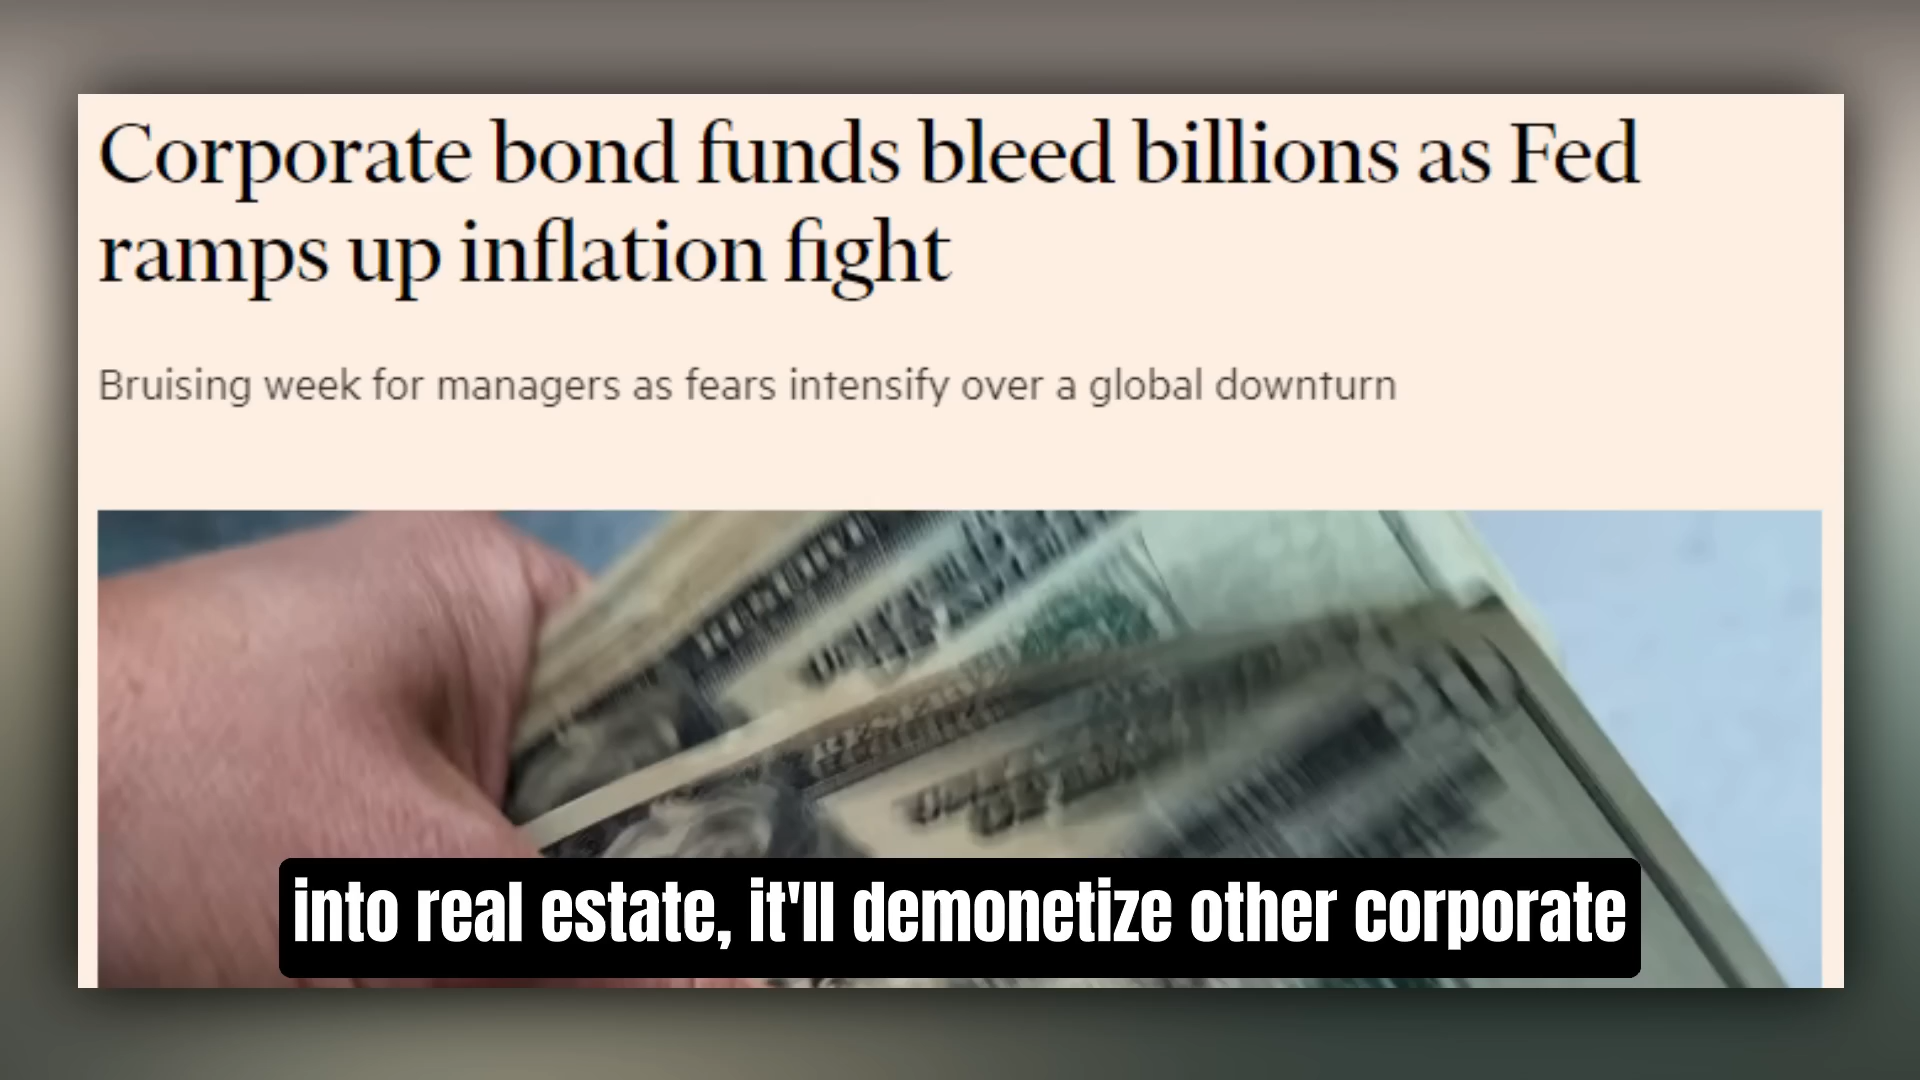 Corporate bond funds bleed billions as Fed
ramps up inflation fight
Bruising week for managers as fears intensify over a global downturn
into real estate, it'll demonetize other corporate